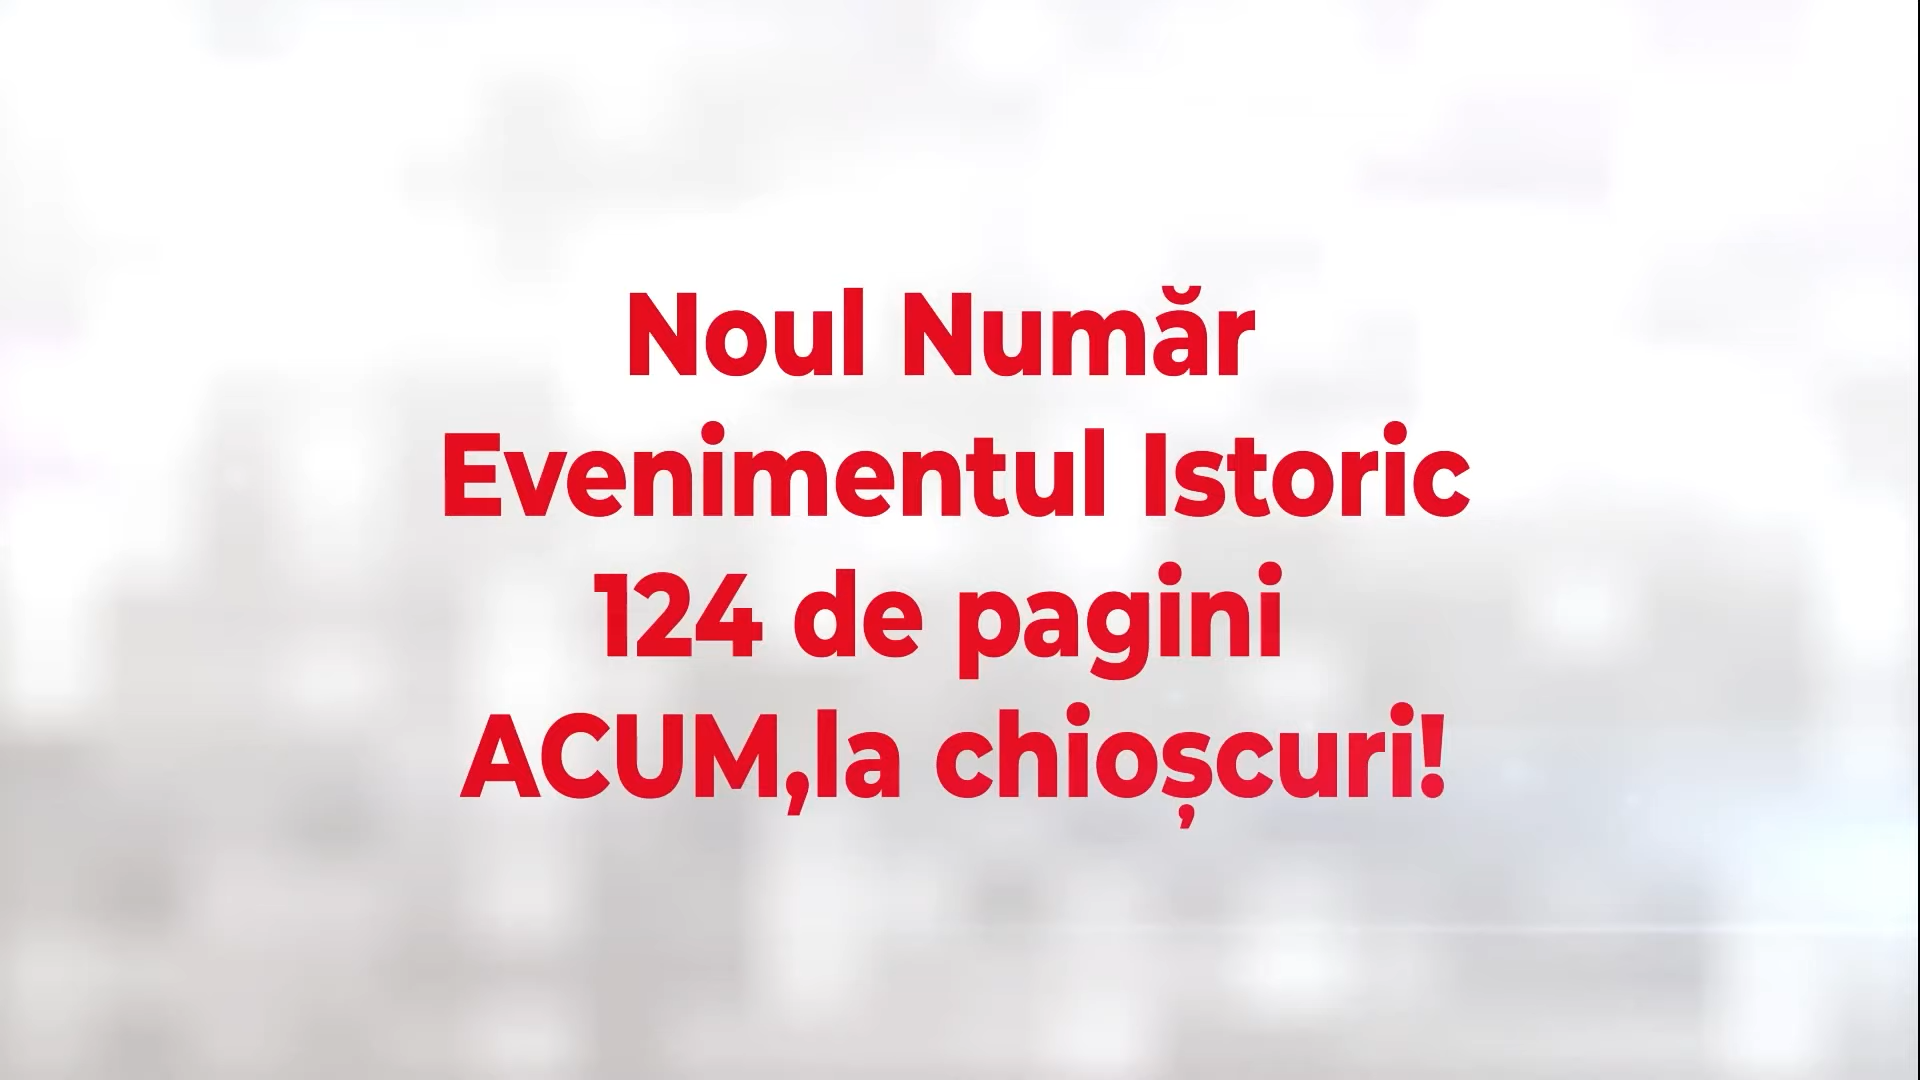 Noul Număr
Evenimentul Istoric
124 de pagini
ACUM,la chioșcuri!